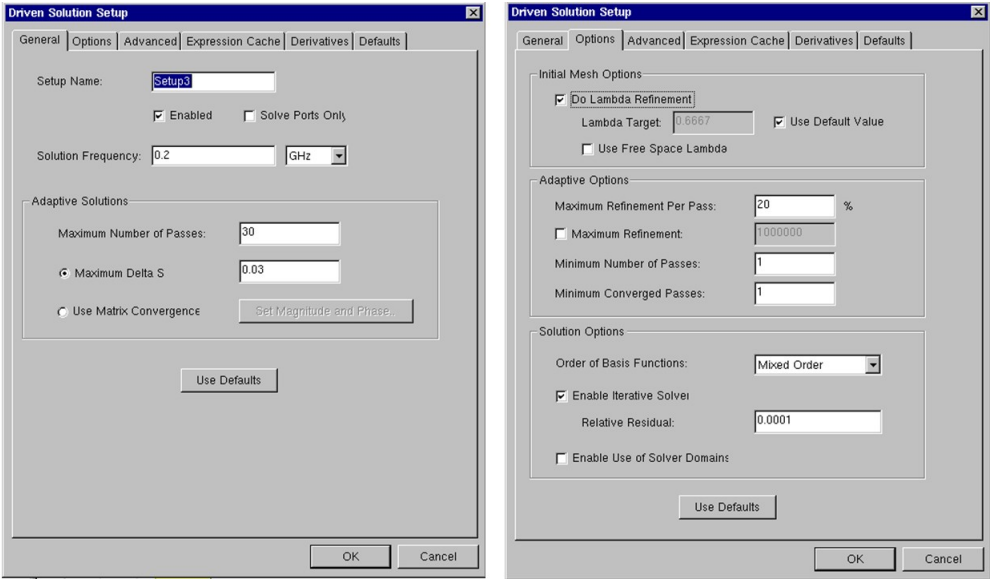 Driven Solution Setup
General Options Advanced Expression Cache Derivatives Defaults
Setup Name: Setup3
Enabled Solve Ports Only
Solution Frequency: 0.2 GHz
Adaptive Solutions
Maximum Number of Passes: 30
Maximum Delta S 0.03
Use Matrix Convergence Set Magnitude and Phase..
Use Defaults
OK Cancel
Driven Solution Setup
General Options Advanced Expression Cache Derivatives Defaults
Initial Mesh Options
Do Lambda Refinement
Lambda Target: 0.6667 Use Default Value
Use Free Space Lambda
Adaptive Options
Maximum Refinement Per Pass: 20 %
Maximum Refinement: 1000000
Minimum Number of Passes: 1
Minimum Converged Passes: 1
Solution Options
Order of Basis Functions: Mixed Order
Enable Iterative Solver
Relative Residual: 0.0001
Enable Use of Solver Domains
Use Defaults
OK Cancel